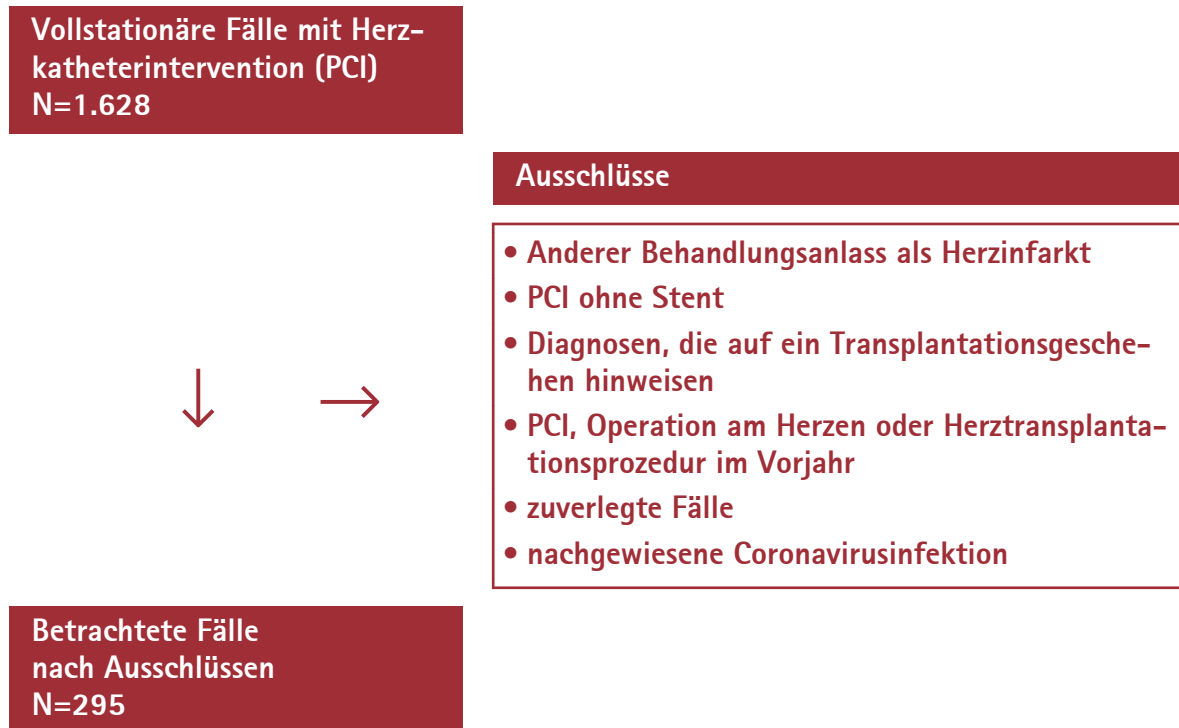 Vollstationäre Fälle mit Herz-
katheterintervention (PCI)
N=1.628
Ausschlüsse
• Anderer Behandlungsanlass als Herzinfarkt
• PCI ohne Stent
• Diagnosen, die auf ein Transplantationsgesche-
hen hinweisen
• PCI, Operation am Herzen oder Herztransplanta-
tionsprozedur im Vorjahr
• zuverlegte Fälle
• nachgewiesene Coronavirusinfektion
Betrachtete Fälle
nach Ausschlüssen
N=295